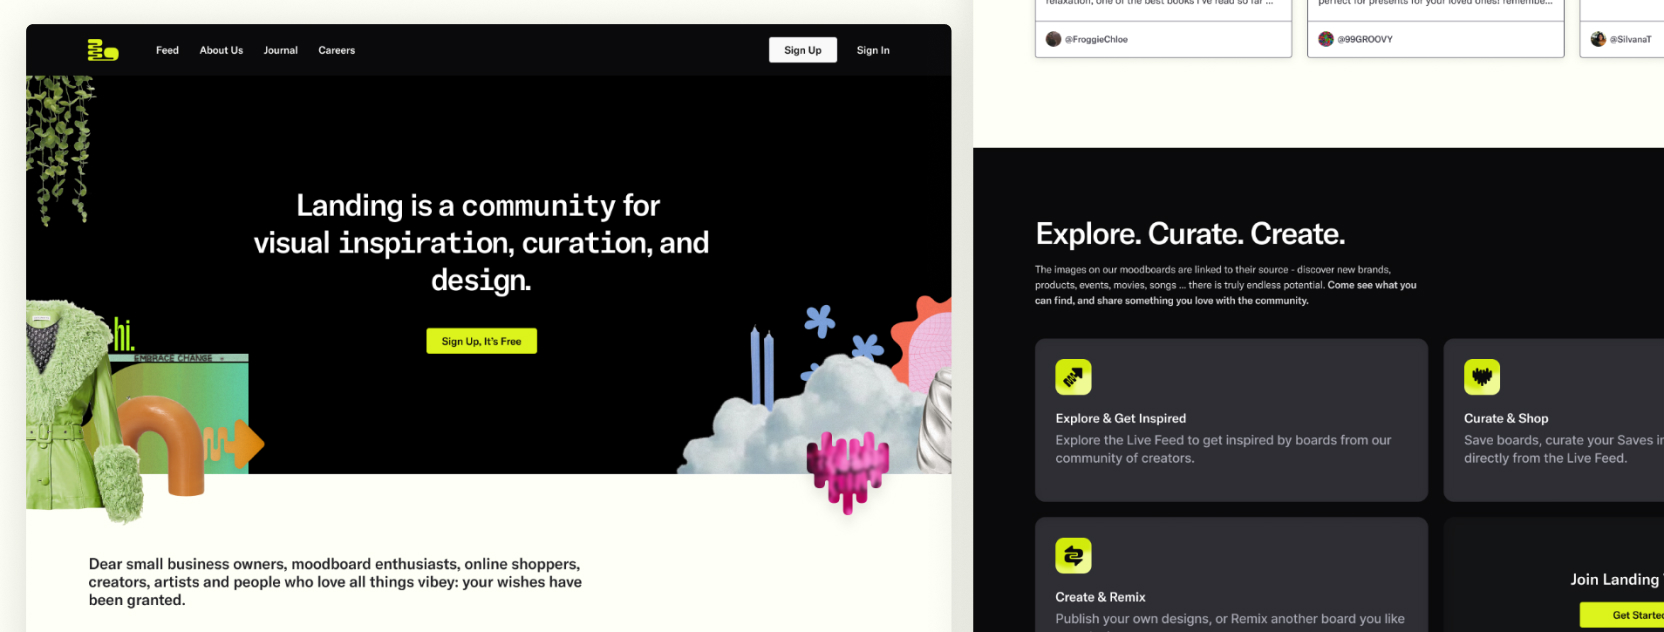 Feed About Us Journal Careers Sign Up Sign In
Landing is a community for
visual inspiration, curation, and
design.
Sign Up, It's Free
hi.
EMBRACE CHANGE
Dear small business owners, moodboard enthusiasts, online shoppers,
creators, artists and people who love all things vibey: your wishes have
been granted.
relaxation, one of the best books I've read so far ...
perfect for presents for your loved ones! remembe...
@FroggieChloe
@99GROOVY
@SilvanaT
Explore. Curate. Create.
The images on our moodboards are linked to their source - discover new brands,
products, events, movies, songs ... there is truly endless potential. Come see what you
can find, and share something you love with the community.
Explore & Get Inspired
Explore the Live Feed to get inspired by boards from our
community of creators.
Curate & Shop
Save boards, curate your Saves in
directly from the Live Feed.
Create & Remix
Publish your own designs, or Remix another board you like
Join Landing
Get Started